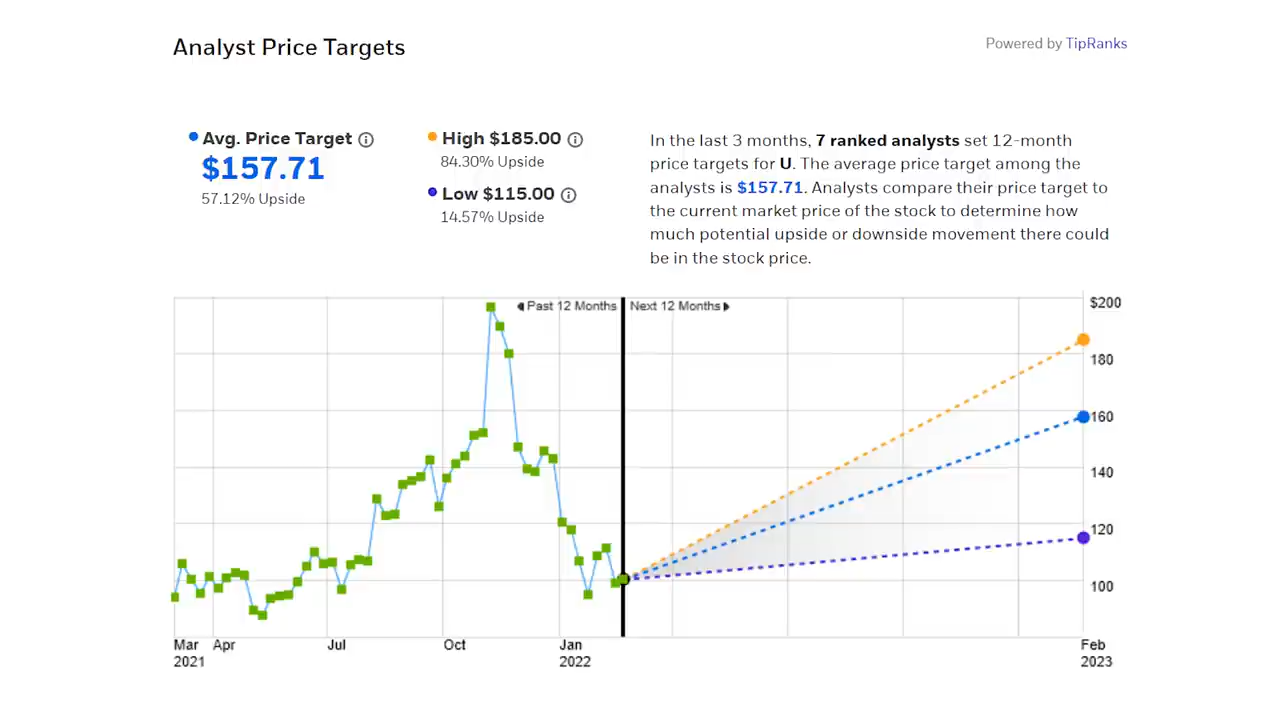 Analyst Price Targets
Powered by TipRanks
Avg. Price Target
$157.71
57.12% Upside
High $185.00
84.30% Upside
Low $115.00
14.57% Upside
In the last 3 months, 7 ranked analysts set 12-month
price targets for U. The average price target among the
analysts is $157.71. Analysts compare their price target to
the current market price of the stock to determine how
much potential upside or downside movement there could
be in the stock price.
Past 12 Months
Next 12 Months
$200
180
160
140
120
100
Mar Apr Jul Oct Jan Feb
2021 2022 2023